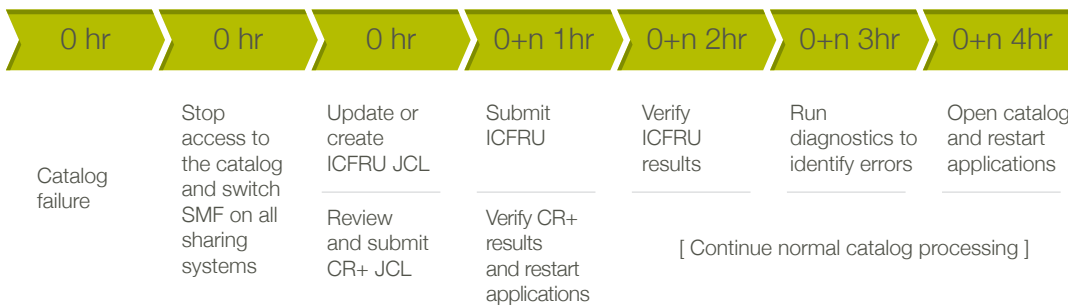 0 hr
0 hr
0 hr
0+n 1hr
0+n 2hr
0+n 3hr
0+n 4hr
Catalog
failure
Stop
access to
the catalog
and switch
SMF on all
sharing
systems
Update or
create
ICFRU JCL
Submit
ICFRU
Verify
ICFRU
results
Run
diagnostics to
identify errors
Open catalog
and restart
applications
Review
and submit
CR+ JCL
Verify CR+
results
and restart
applications
[ Continue normal catalog processing ]